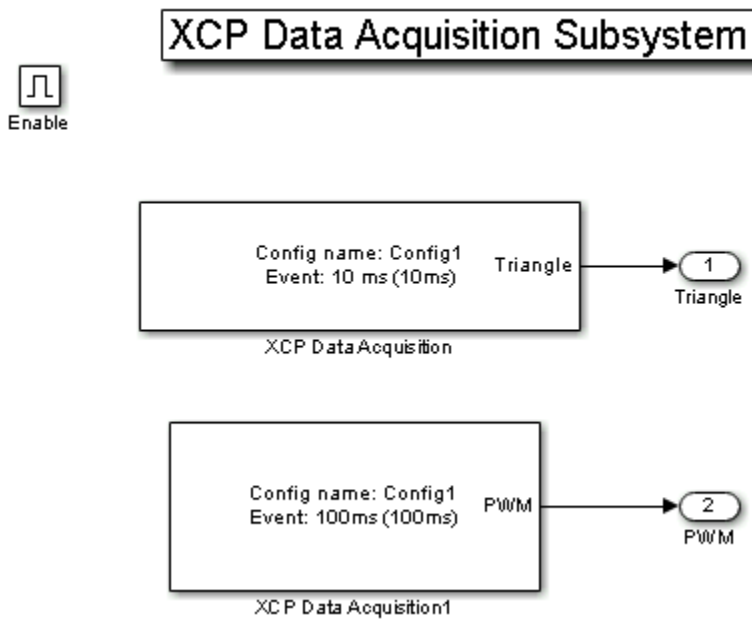 XCP Data Acquisition Subsystem
Enable
Config name: Config1
Event: 10 ms (10ms)
Triangle
1
Triangle
XCP Data Acquisition
Config name: Config1
Event: 100ms (100ms)
PWM
2
PWM
XCP Data Acquisition1